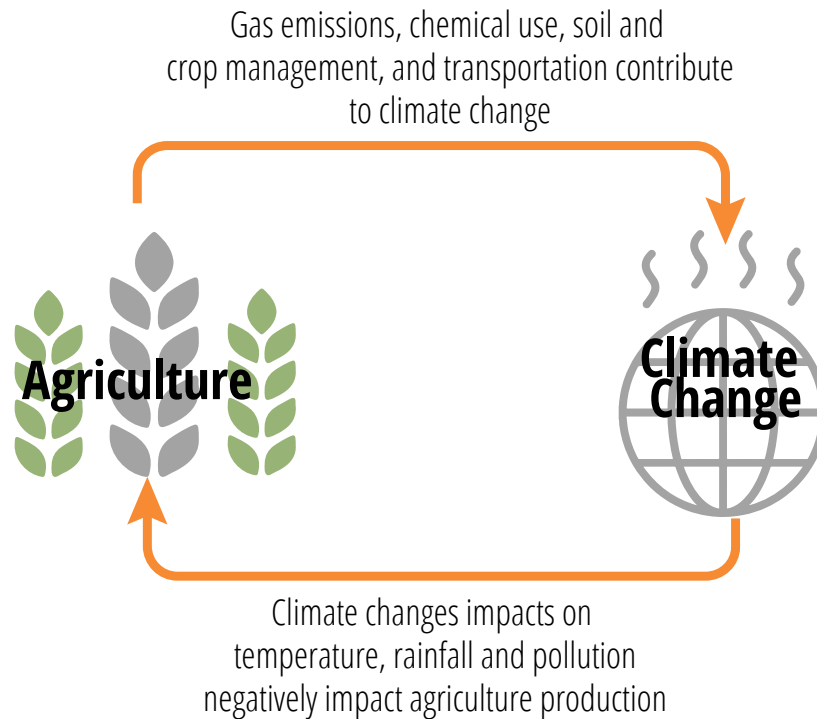 Gas emissions, chemical use, soil and
crop management, and transportation contribute
to climate change
Agriculture
Climate
Change
Climate changes impacts on
temperature, rainfall and pollution
negatively impact agriculture production